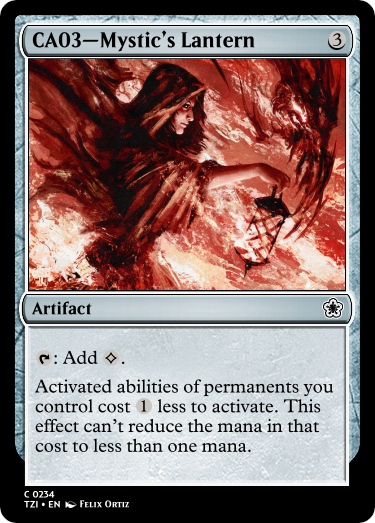 CA03—Mystic's Lantern 3
Artifact
: Add .
Activated abilities of permanents you
control cost 1 less to activate. This
effect can't reduce the mana in that
cost to less than one mana.
C 0234
TZI • EN Felix Ortiz